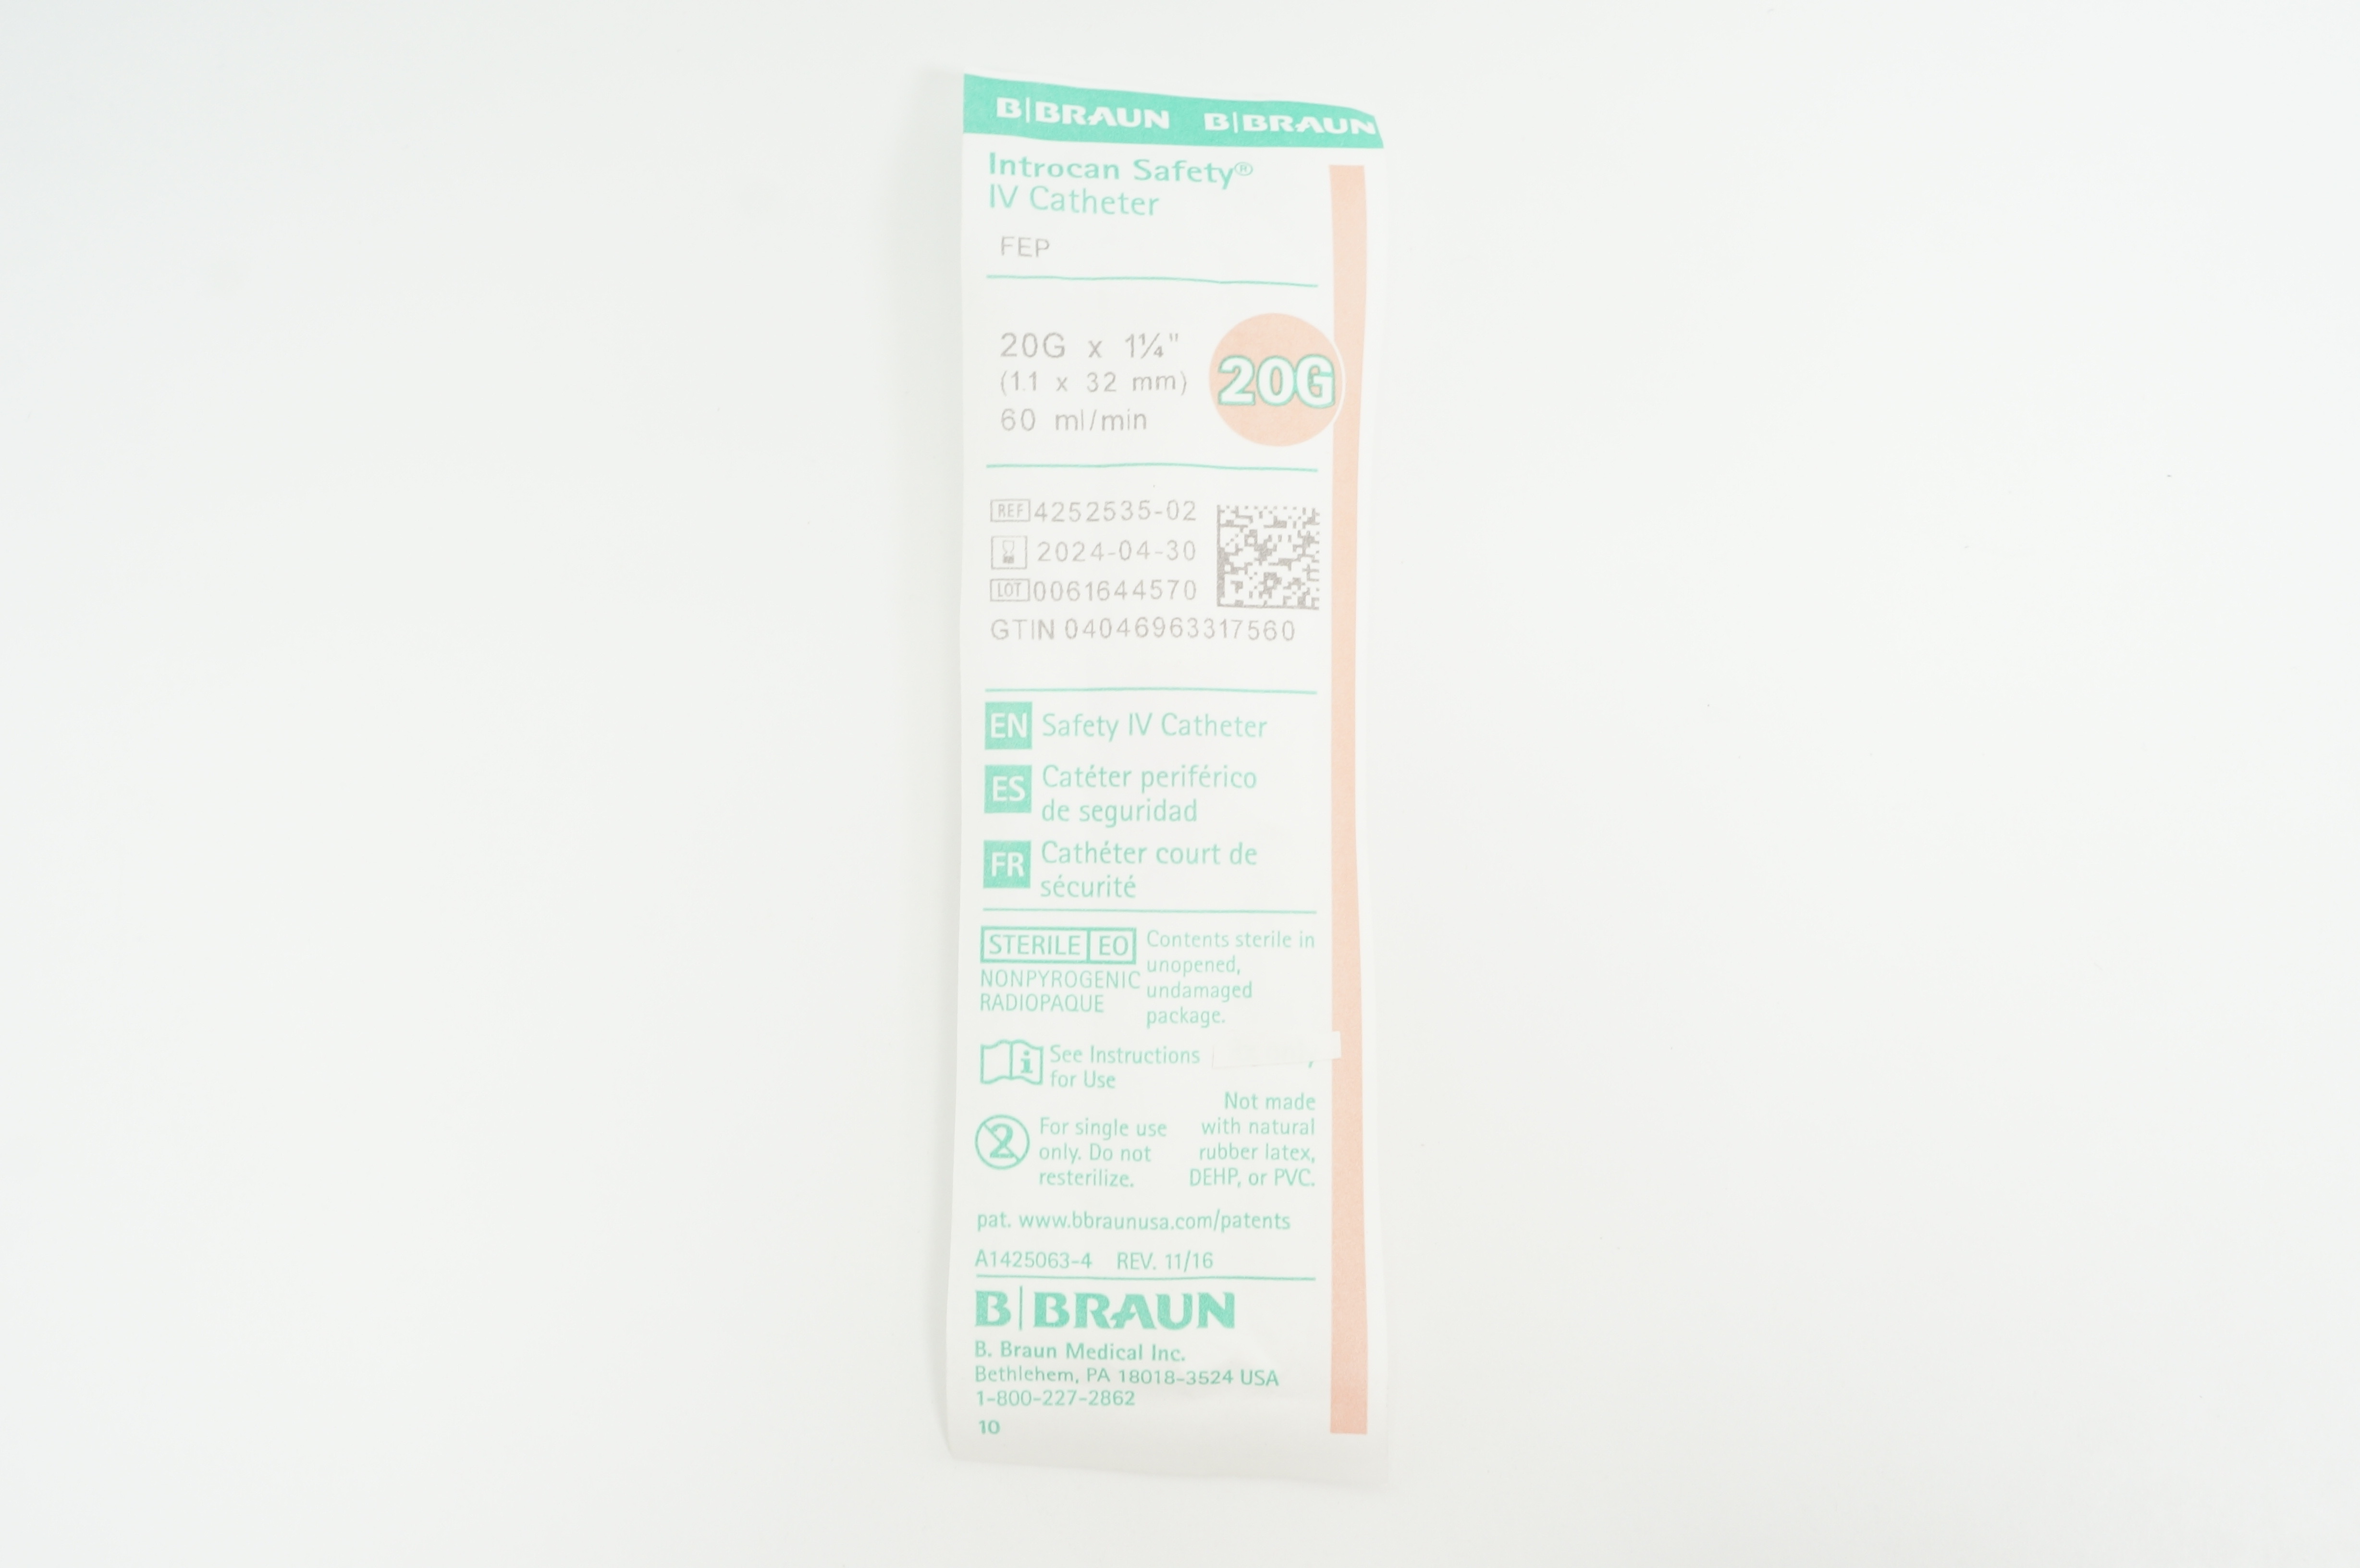 B|BRAUN B|BRAUN
Introcan Safety®
IV Catheter
FEP
20G x 1¼"
(1.1 x 32 mm)
60 ml/min
20G
REF 4252535-02
2024-04-30
LOT 0061644570
GTIN 04046963317560
EN Safety IV Catheter
ES Catéter periférico
de seguridad
FR Cathéter court de
sécurité
STERILE EO
NONPYROGENIC
RADIOPAQUE
Contents sterile in
unopened,
undamaged
package.
i See Instructions
for Use
2 For single use
only. Do not
resterilize.
Not made
with natural
rubber latex,
DEHP, or PVC.
pat. www.bbraunusa.com/patents
A1425063-4 REV. 11/16
B|BRAUN
B. Braun Medical Inc.
Bethlehem, PA 18018-3524 USA
1-800-227-2862
10